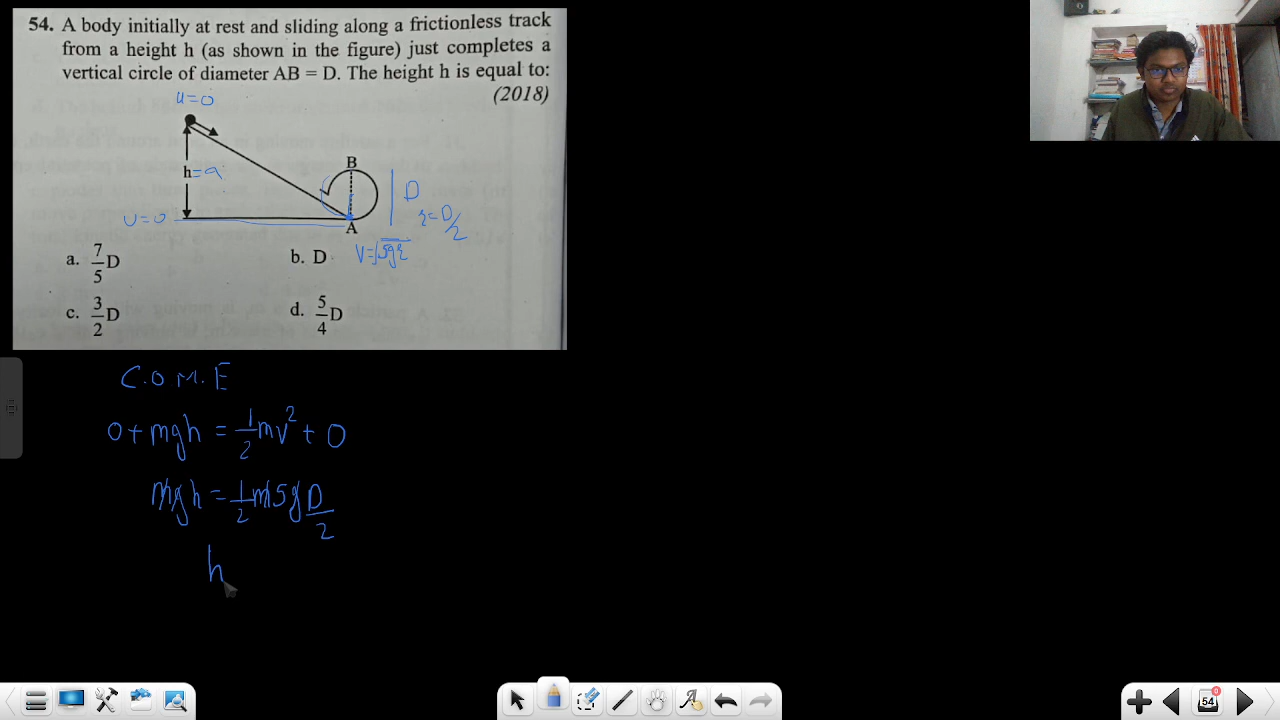 54. A body initially at rest and sliding along a frictionless track
from a height h (as shown in the figure) just completes a
vertical circle of diameter AB = D. The height h is equal to:
(2018)
u=0
B
h=a
D
r=D/2
U=0
A
V=√5gr
a. 7/5 D
b. D
c. 3/2 D
d. 5/4 D
C.O M.E
0+mgh = 1/2 mv² + 0
mgh = 1/2 m5g D/2
h
54
0